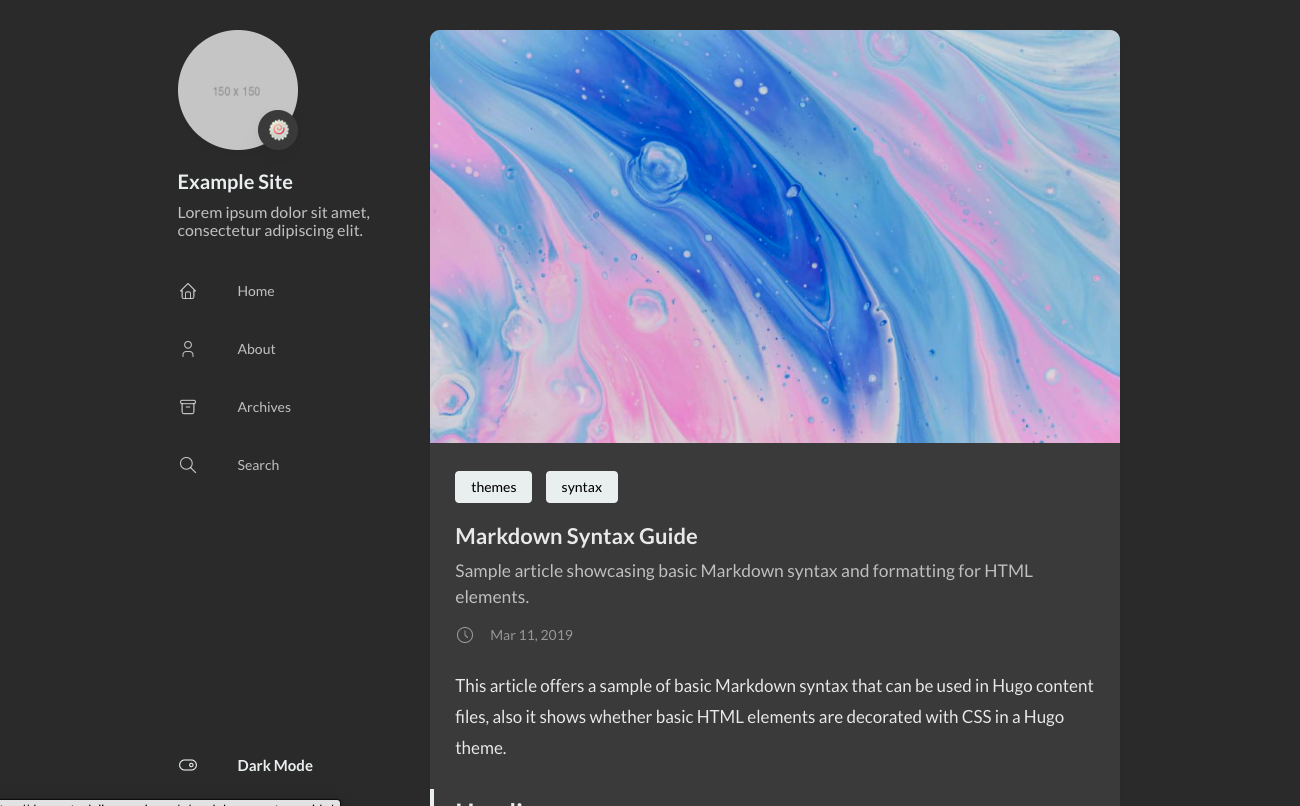 150 x 150
Example Site
Lorem ipsum dolor sit amet,
consectetur adipiscing elit.
Home
About
Archives
Search
Dark Mode
themes
syntax
Markdown Syntax Guide
Sample article showcasing basic Markdown syntax and formatting for HTML
elements.
Mar 11, 2019
This article offers a sample of basic Markdown syntax that can be used in Hugo content
files, also it shows whether basic HTML elements are decorated with CSS in a Hugo
theme.